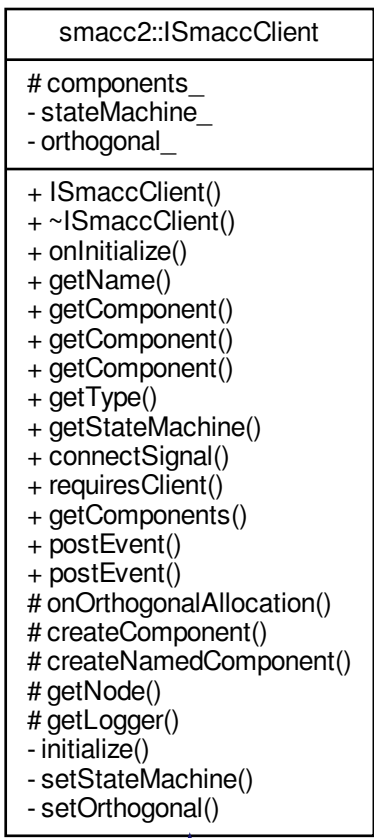 smacc2::ISmaccClient
# components_
- stateMachine_
- orthogonal_
+ ISmaccClient()
+ ~ISmaccClient()
+ onInitialize()
+ getName()
+ getComponent()
+ getComponent()
+ getComponent()
+ getType()
+ getStateMachine()
+ connectSignal()
+ requiresClient()
+ getComponents()
+ postEvent()
+ postEvent()
# onOrthogonalAllocation()
# createComponent()
# createNamedComponent()
# getNode()
# getLogger()
- initialize()
- setStateMachine()
- setOrthogonal()